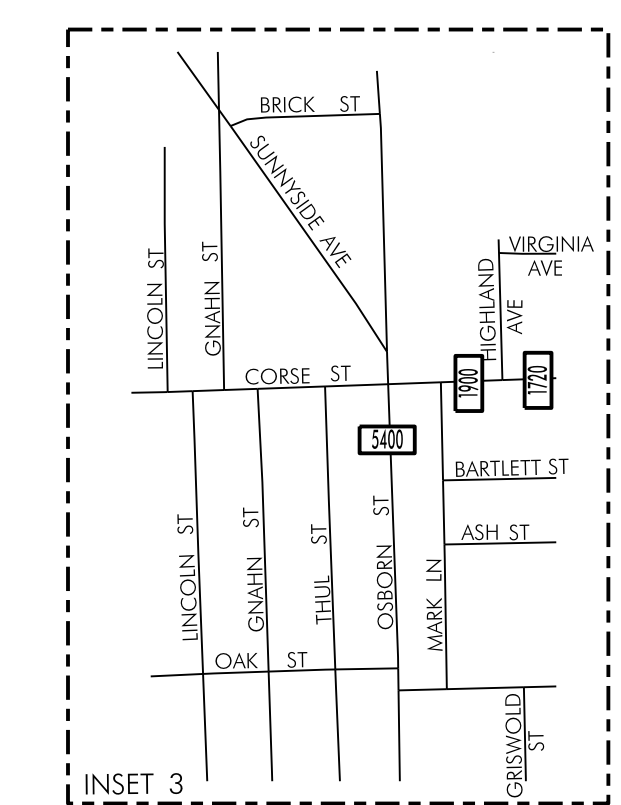 BRICK ST
SUNNYSIDE AVE
VIRGINIA
AVE
LINCOLN ST
GNAHN ST
HIGHLAND
AVE
CORSE ST
1900
1720
5400
BARTLETT ST
ASH ST
LINCOLN ST
GNAHN ST
THUL ST
OSBORN ST
MARK LN
OAK ST
GRISWOLD
ST
INSET 3